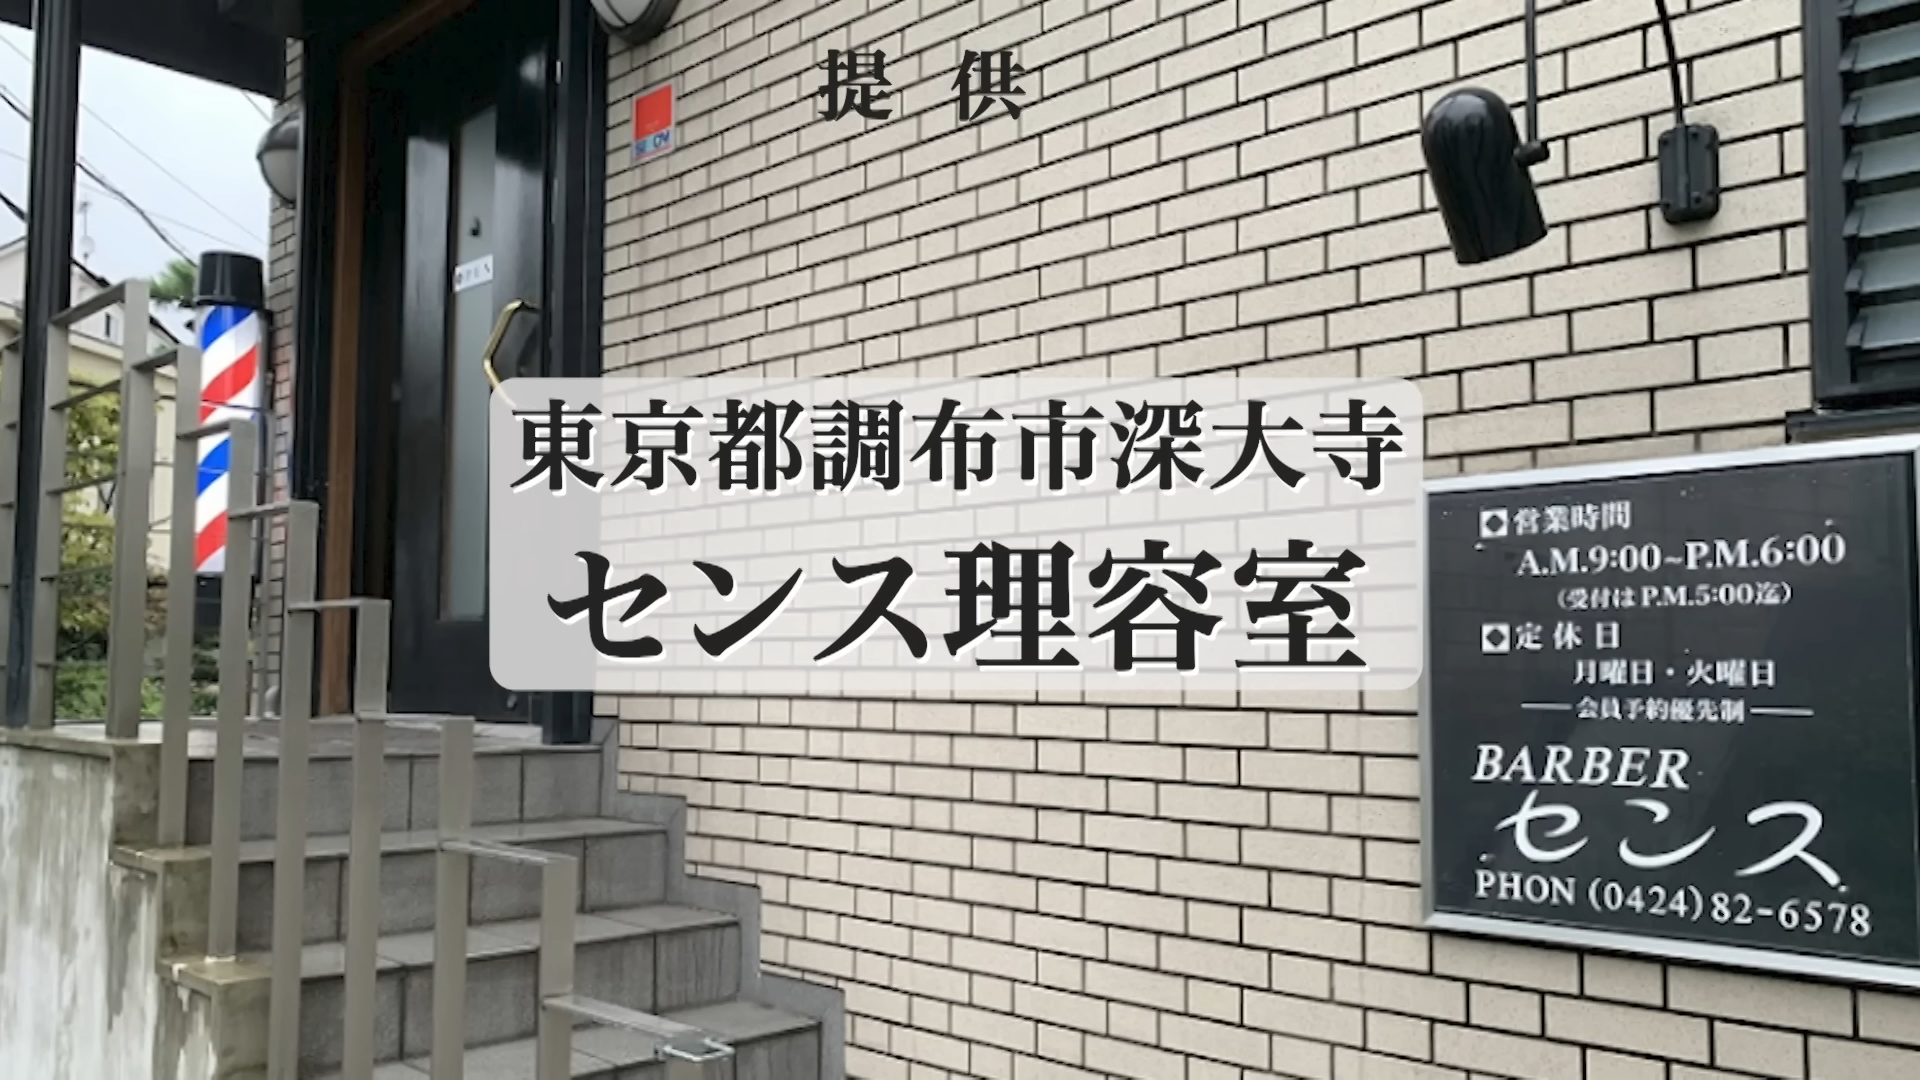 提 供
東京都調布市深大寺
センス理容室
営業時間
A.M.9:00~P.M.6:00
(受付はP.M.5:00迄)
定休日
月曜日・火曜日
会員予約優先制
BARBER
センス
PHON (0424)82-6578